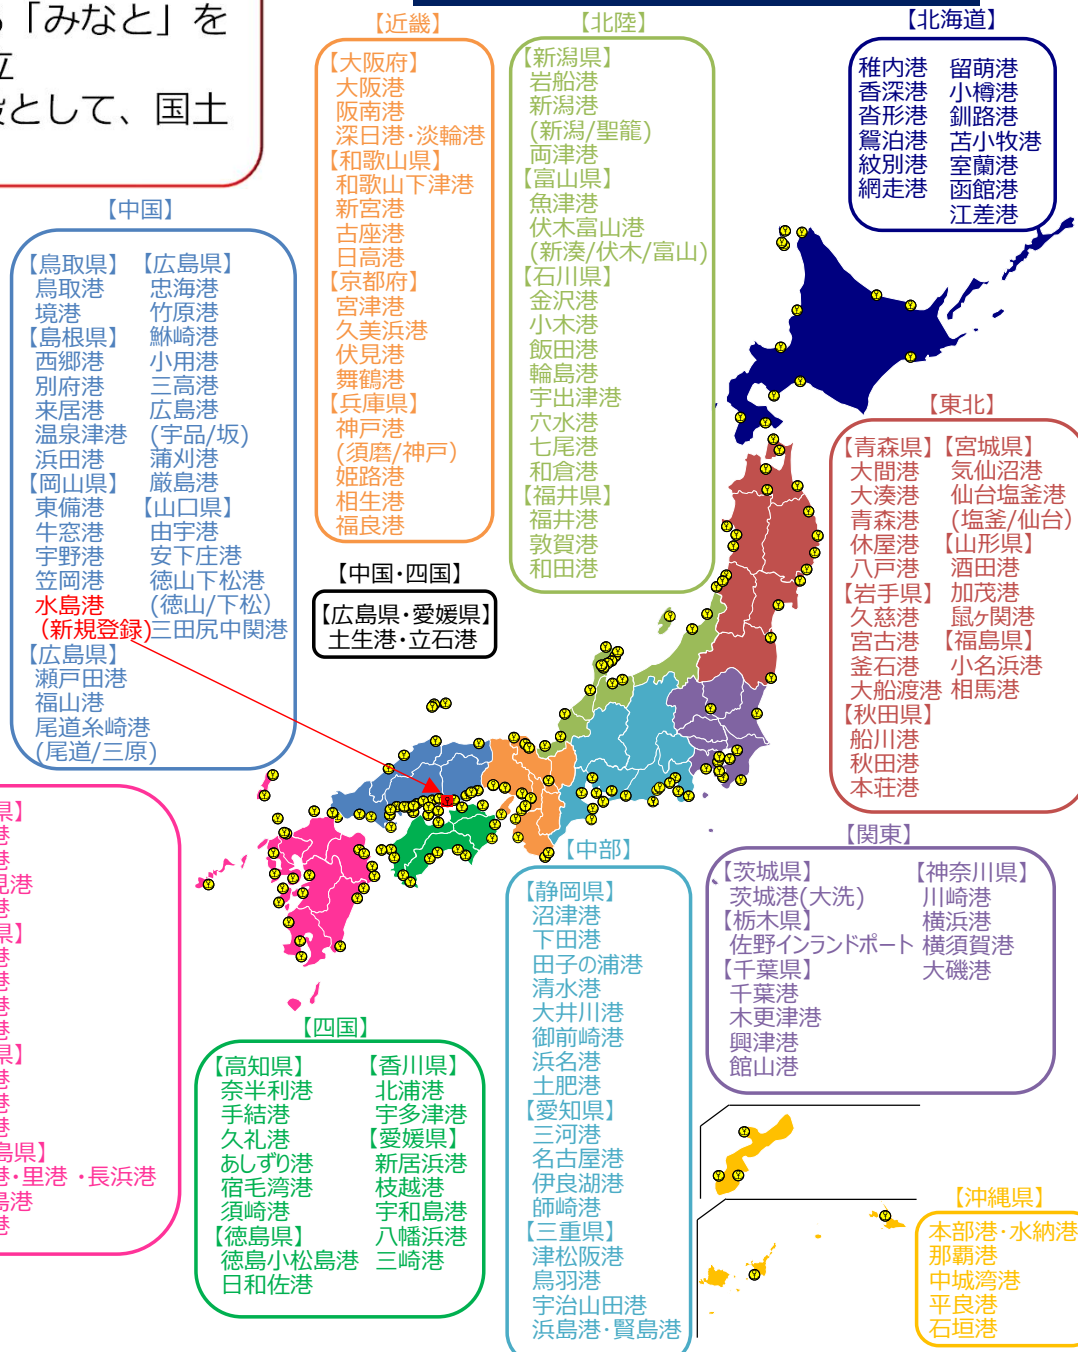 「みなと」を
立
として、国土
【近畿】
【大阪府】
大阪港
阪南港
深日港・淡輪港
【和歌山県】
和歌山下津港
新宮港
古座港
日高港
【京都府】
宮津港
久美浜港
伏見港
舞鶴港
【兵庫県】
神戸港
(須磨/神戸)
姫路港
相生港
福良港
【北陸】
【新潟県】
岩船港
新潟港
(新潟/聖籠)
両津港
【富山県】
魚津港
伏木富山港
(新湊/伏木/富山)
【石川県】
金沢港
小木港
飯田港
輪島港
宇出津港
穴水港
七尾港
和倉港
【福井県】
福井港
敦賀港
和田港
【北海道】
稚内港
香深港
沓形港
鴛泊港
紋別港
網走港
留萌港
小樽港
釧路港
苫小牧港
室蘭港
函館港
江差港
【中国】
【鳥取県】
鳥取港
境港
【島根県】
西郷港
別府港
来居港
温泉津港
浜田港
【岡山県】
東備港
牛窓港
宇野港
笠岡港
水島港
(新規登録)
【広島県】
瀬戸田港
福山港
尾道糸崎港
(尾道/三原)
【広島県】
忠海港
竹原港
鮴崎港
小用港
三高港
広島港
(宇品/坂)
蒲刈港
厳島港
【山口県】
由宇港
安下庄港
徳山下松港
(徳山/下松)
三田尻中関港
【中国・四国】
【広島県・愛媛県】
土生港・立石港
【東北】
【青森県】
大間港
大湊港
青森港
休屋港
八戸港
【岩手県】
久慈港
宮古港
釜石港
大船渡港
【秋田県】
船川港
秋田港
本荘港
【宮城県】
気仙沼港
仙台塩釜港
(塩釜/仙台)
【山形県】
酒田港
加茂港
鼠ヶ関港
【福島県】
小名浜港
相馬港
県】
港
港
見港
港
県】
港
港
港
港
県】
港
港
港
島県】
港・里港・長浜港
島港
港
【四国】
【高知県】
奈半利港
手結港
久礼港
あしずり港
宿毛湾港
須崎港
【徳島県】
徳島小松島港
日和佐港
【香川県】
北浦港
宇多津港
【愛媛県】
新居浜港
枝越港
宇和島港
八幡浜港
三崎港
【中部】
【静岡県】
沼津港
下田港
田子の浦港
清水港
大井川港
御前崎港
浜名港
土肥港
【愛知県】
三河港
名古屋港
伊良湖港
師崎港
【三重県】
津松阪港
鳥羽港
宇治山田港
浜島港・賢島港
【関東】
【茨城県】
茨城港(大洗)
【栃木県】
佐野インランドポート
【千葉県】
千葉港
木更津港
興津港
館山港
【神奈川県】
川崎港
横浜港
横須賀港
大磯港
【沖縄県】
本部港・水納港
那覇港
中城湾港
平良港
石垣港